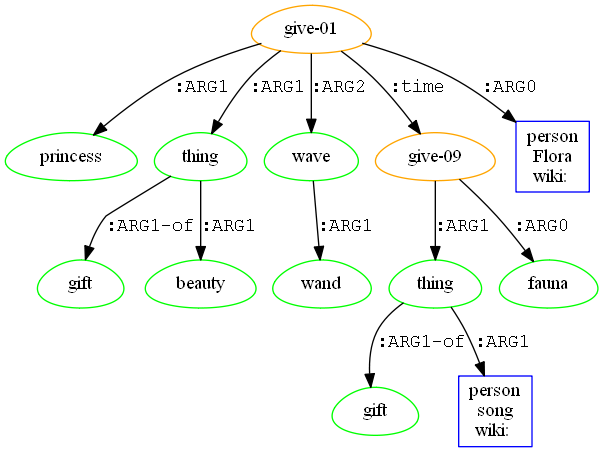 give-01
:ARG1
:ARG1
:ARG2
:time
:ARG0
princess
thing
wave
give-09
person
Flora
wiki:
:ARG1-of
:ARG1
:ARG1
:ARG1
:ARG0
gift
beauty
wand
thing
fauna
:ARG1-of
:ARG1
gift
person
song
wiki: